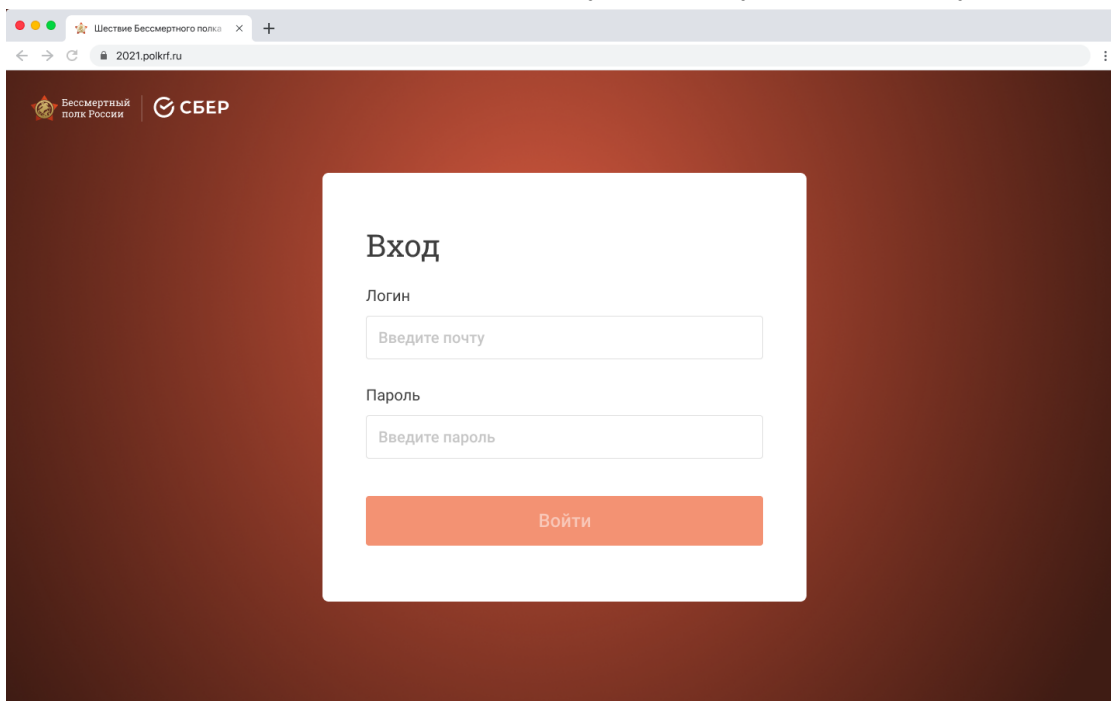 Шествие Бессмертного полка
2021.polkrf.ru
Бессмертный
полк России
СБЕР
Вход
Логин
Введите почту
Пароль
Введите пароль
Войти